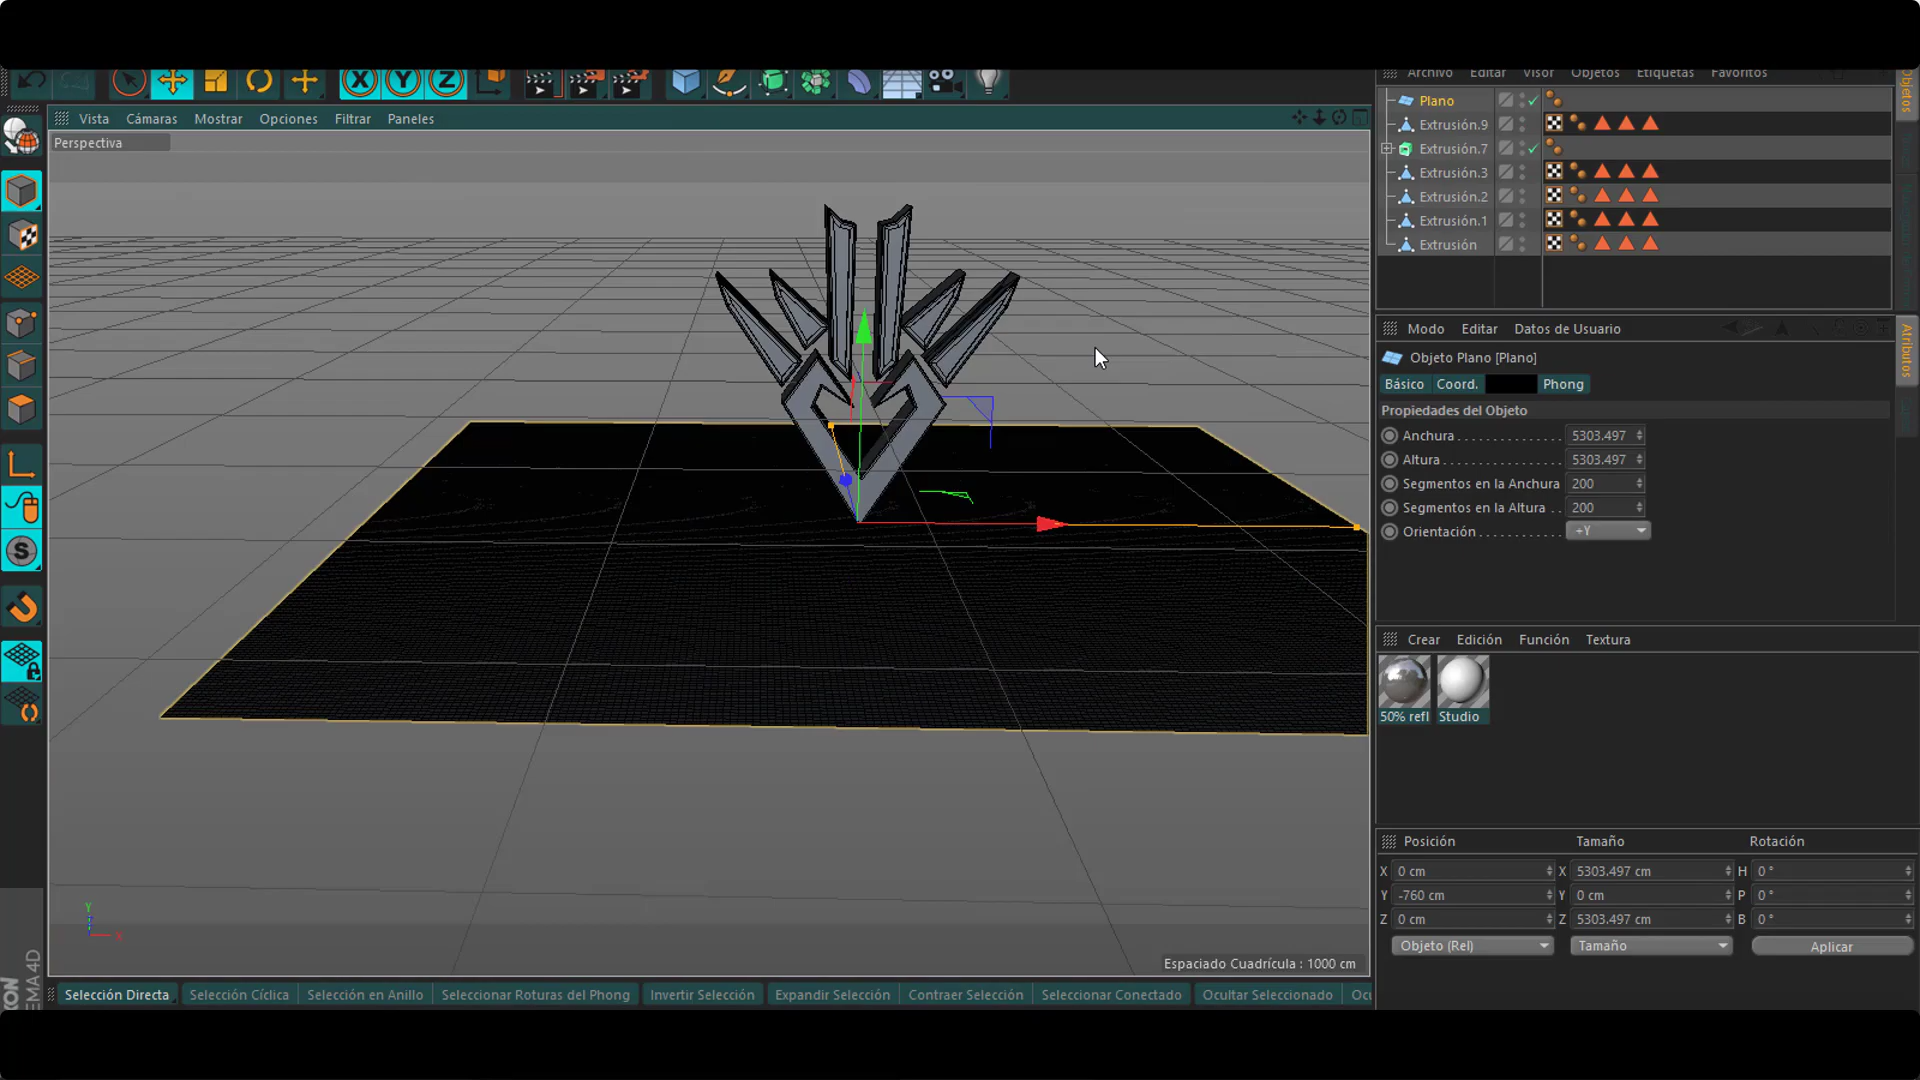 Archivo Editar Visor Objetos Etiquetas Favoritos
X Y Z
Vista Cámaras Mostrar Opciones Filtrar Paneles
Perspectiva
Plano
Extrusión.9
Extrusión.7
Extrusión.3
Extrusión.2
Extrusión.1
Extrusión
Objetos
Modo Editar Datos de Usuario
Objeto Plano [Plano]
Básico Coord. Phong
Propiedades del Objeto
Anchura 5303.497
Altura 5303.497
Segmentos en la Anchura 200
Segmentos en la Altura 200
Orientación +Y
Atributos
Crear Edición Función Textura
50% refl Studio
Posición Tamaño Rotación
X 0 cm X 5303.497 cm H 0 °
Y -760 cm Y 0 cm P 0 °
Z 0 cm Z 5303.497 cm B 0 °
Objeto (Rel) Tamaño Aplicar
S
Y
X
Espaciado Cuadrícula : 1000 cm
Selección Directa Selección Cíclica Selección en Anillo Seleccionar Roturas del Phong Invertir Selección Expandir Selección Contraer Selección Seleccionar Conectado Ocultar Seleccionado Ocu
XON
EMA4D